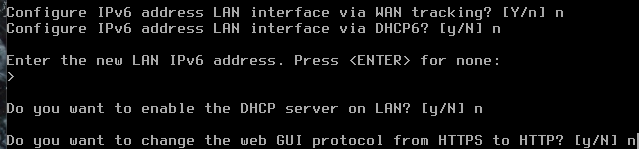 Configure IPv6 address LAN interface via WAN tracking? [Y/n] n
Configure IPv6 address LAN interface via DHCP6? [y/N] n
Enter the new LAN IPv6 address. Press <ENTER> for none:
>
Do you want to enable the DHCP server on LAN? [y/N] n
Do you want to change the web GUI protocol from HTTPS to HTTP? [y/N] n